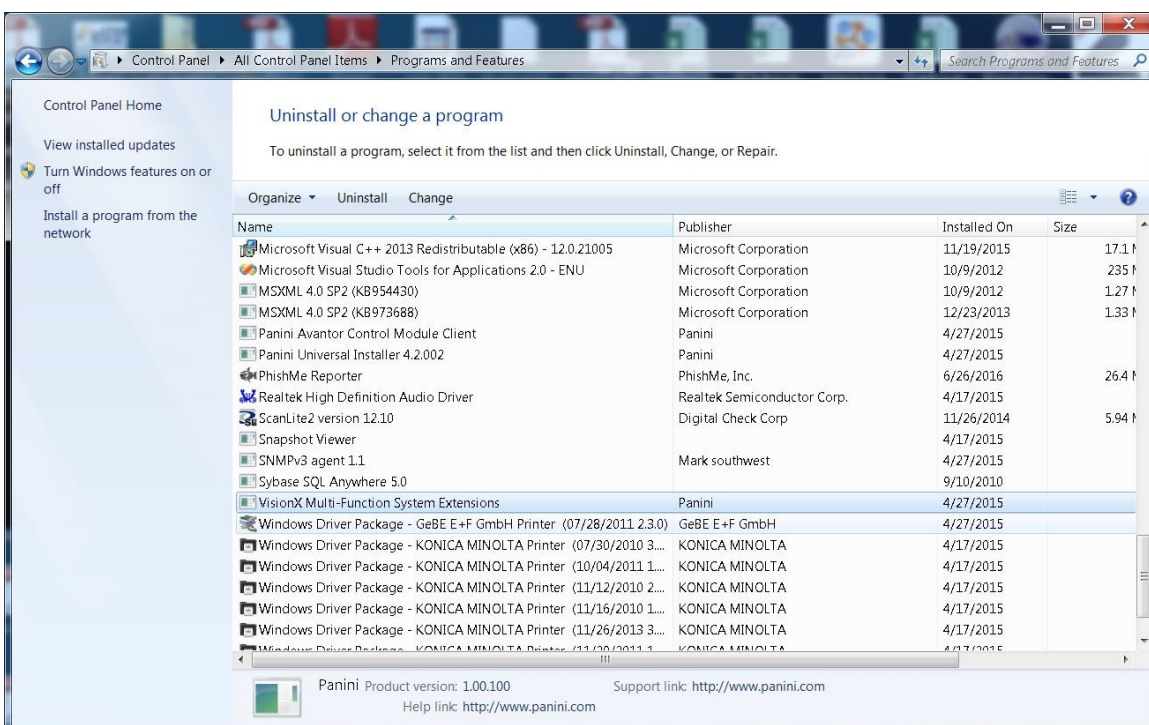 Control Panel ▸ All Control Panel Items ▸ Programs and Features
Search Programs and Features
Control Panel Home
View installed updates
Turn Windows features on or
off
Install a program from the
network
Uninstall or change a program
To uninstall a program, select it from the list and then click Uninstall, Change, or Repair.
Organize Uninstall Change
Name Publisher Installed On Size
Microsoft Visual C++ 2013 Redistributable (x86) - 12.0.21005 Microsoft Corporation 11/19/2015 17.1
Microsoft Visual Studio Tools for Applications 2.0 - ENU Microsoft Corporation 10/9/2012 235
MSXML 4.0 SP2 (KB954430) Microsoft Corporation 10/9/2012 1.27
MSXML 4.0 SP2 (KB973688) Microsoft Corporation 12/23/2013 1.33
Panini Avantor Control Module Client Panini 4/27/2015
Panini Universal Installer 4.2.002 Panini 4/27/2015
PhishMe Reporter PhishMe, Inc. 6/26/2016 26.4
Realtek High Definition Audio Driver Realtek Semiconductor Corp. 4/17/2015
ScanLite2 version 12.10 Digital Check Corp 11/26/2014 5.94
Snapshot Viewer 4/17/2015
SNMPv3 agent 1.1 Mark southwest 4/27/2015
Sybase SQL Anywhere 5.0 9/10/2010
VisionX Multi-Function System Extensions Panini 4/27/2015
Windows Driver Package - GeBE E+F GmbH Printer (07/28/2011 2.3.0) GeBE E+F GmbH 4/27/2015
Windows Driver Package - KONICA MINOLTA Printer (07/30/2010 3.... KONICA MINOLTA 4/17/2015
Windows Driver Package - KONICA MINOLTA Printer (10/04/2011 1.... KONICA MINOLTA 4/17/2015
Windows Driver Package - KONICA MINOLTA Printer (11/12/2010 2.... KONICA MINOLTA 4/17/2015
Windows Driver Package - KONICA MINOLTA Printer (11/16/2010 1.... KONICA MINOLTA 4/17/2015
Windows Driver Package - KONICA MINOLTA Printer (11/26/2013 3.... KONICA MINOLTA 4/17/2015
Windows Driver Package - KONICA MINOLTA Printer KONICA MINOLTA 4/17/2015
Panini Product version: 1.00.100 Support link: http://www.panini.com
Help link: http://www.panini.com